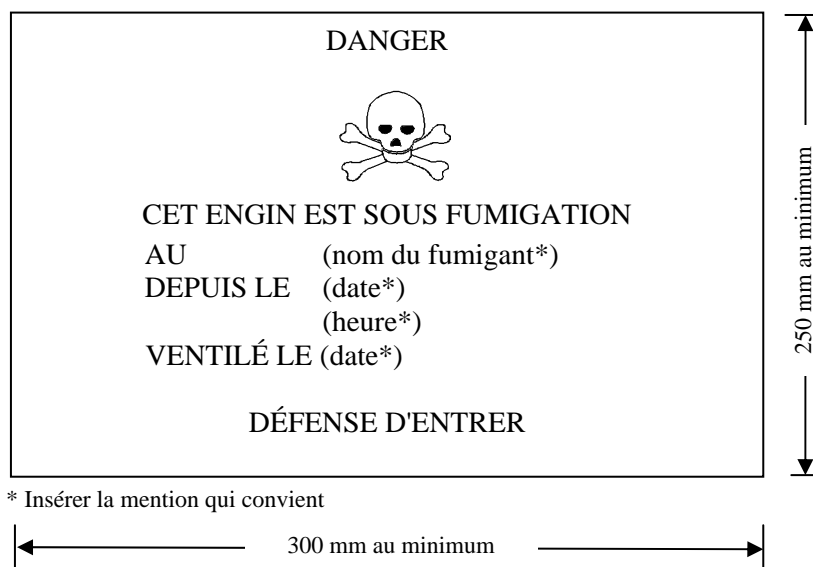 DANGER
CET ENGIN EST SOUS FUMIGATION
AU (nom du fumigant*)
DEPUIS LE (date*)
(heure*)
VENTILÉ LE (date*)
DÉFENSE D'ENTRER
* Insérer la mention qui convient
300 mm au minimum
250 mm au minimum